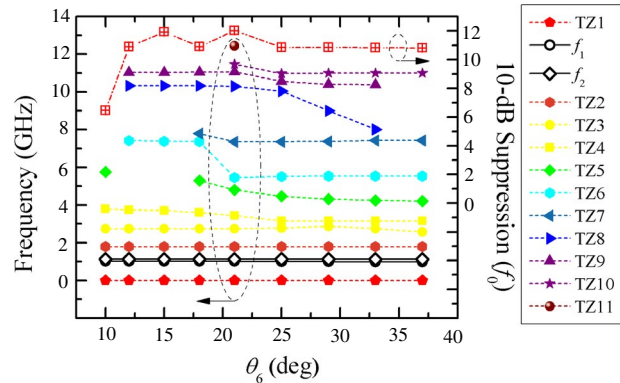 14
12
10
8
6
4
2
0
Frequency (GHz)
10 15 20 25 30 35 40
θ6 (deg)
12
11
10
8
6
4
2
0
10-dB Suppression (f0)
TZ1
f1
f2
TZ2
TZ3
TZ4
TZ5
TZ6
TZ7
TZ8
TZ9
TZ10
TZ11